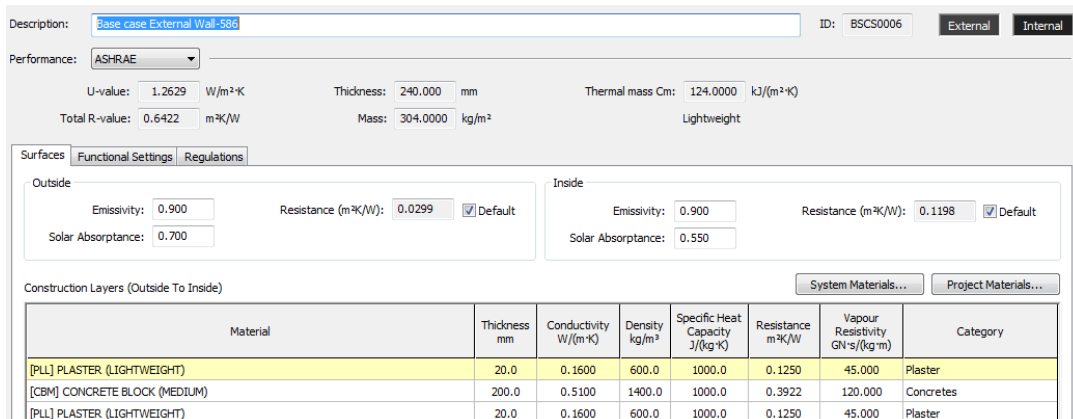 Description: Base case External Wall-586 ID: BSCS0006 External Internal
Performance: ASHRAE
U-value: 1.2629 W/m²·K Thickness: 240.000 mm Thermal mass Cm: 124.0000 kJ/(m²·K)
Total R-value: 0.6422 m²K/W Mass: 304.0000 kg/m² Lightweight
Surfaces Functional Settings Regulations
Outside Inside
Emissivity: 0.900 Resistance (m²K/W): 0.0299 Default Emissivity: 0.900 Resistance (m²K/W): 0.1198 Default
Solar Absorptance: 0.700 Solar Absorptance: 0.550
Construction Layers (Outside To Inside) System Materials... Project Materials...
Material Thickness mm Conductivity W/(m·K) Density kg/m³ Specific Heat Capacity J/(kg·K) Resistance m²K/W Vapour Resistivity GN·s/(kg·m) Category
[PLL] PLASTER (LIGHTWEIGHT) 20.0 0.1600 600.0 1000.0 0.1250 45.000 Plaster
[CBM] CONCRETE BLOCK (MEDIUM) 200.0 0.5100 1400.0 1000.0 0.3922 120.000 Concretes
[PLL] PLASTER (LIGHTWEIGHT) 20.0 0.1600 600.0 1000.0 0.1250 45.000 Plaster